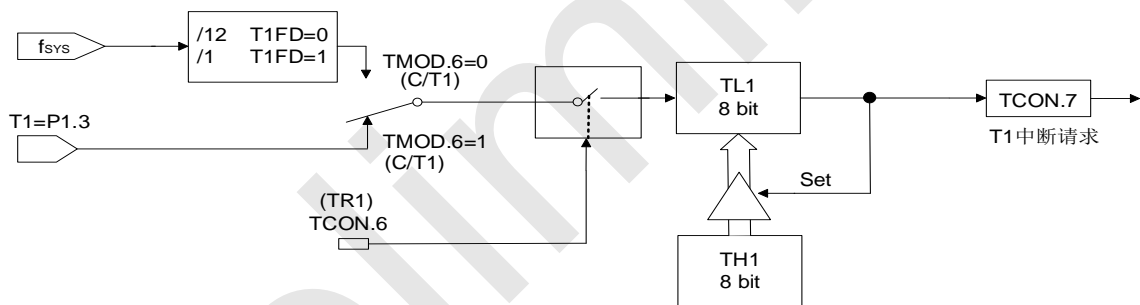 fSYS
/12 T1FD=0
/1 T1FD=1
TMOD.6=0
(C/T1)
T1=P1.3
TMOD.6=1
(C/T1)
(TR1)
TCON.6
TL1
8 bit
TCON.7
T1中断请求
Set
TH1
8 bit